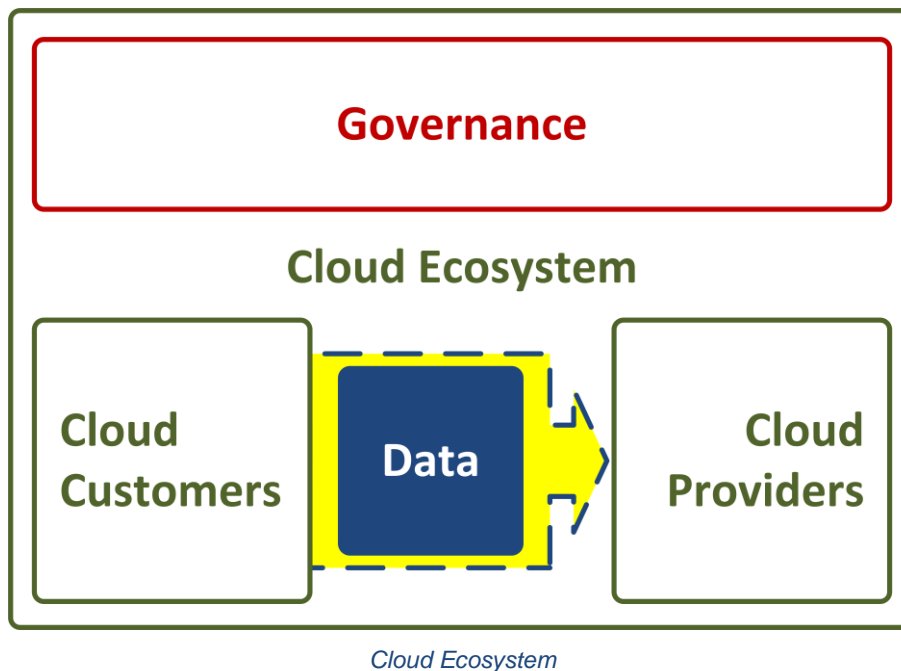 Governance
Cloud Ecosystem
Cloud
Customers
Data
Cloud
Providers
Cloud Ecosystem